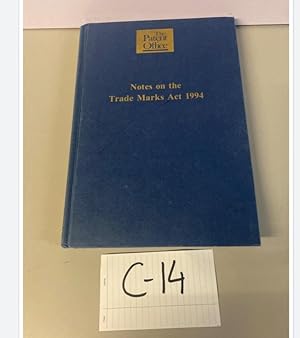 The
Patent
Office
Notes on the
Trade Marks Act 1994
C-14